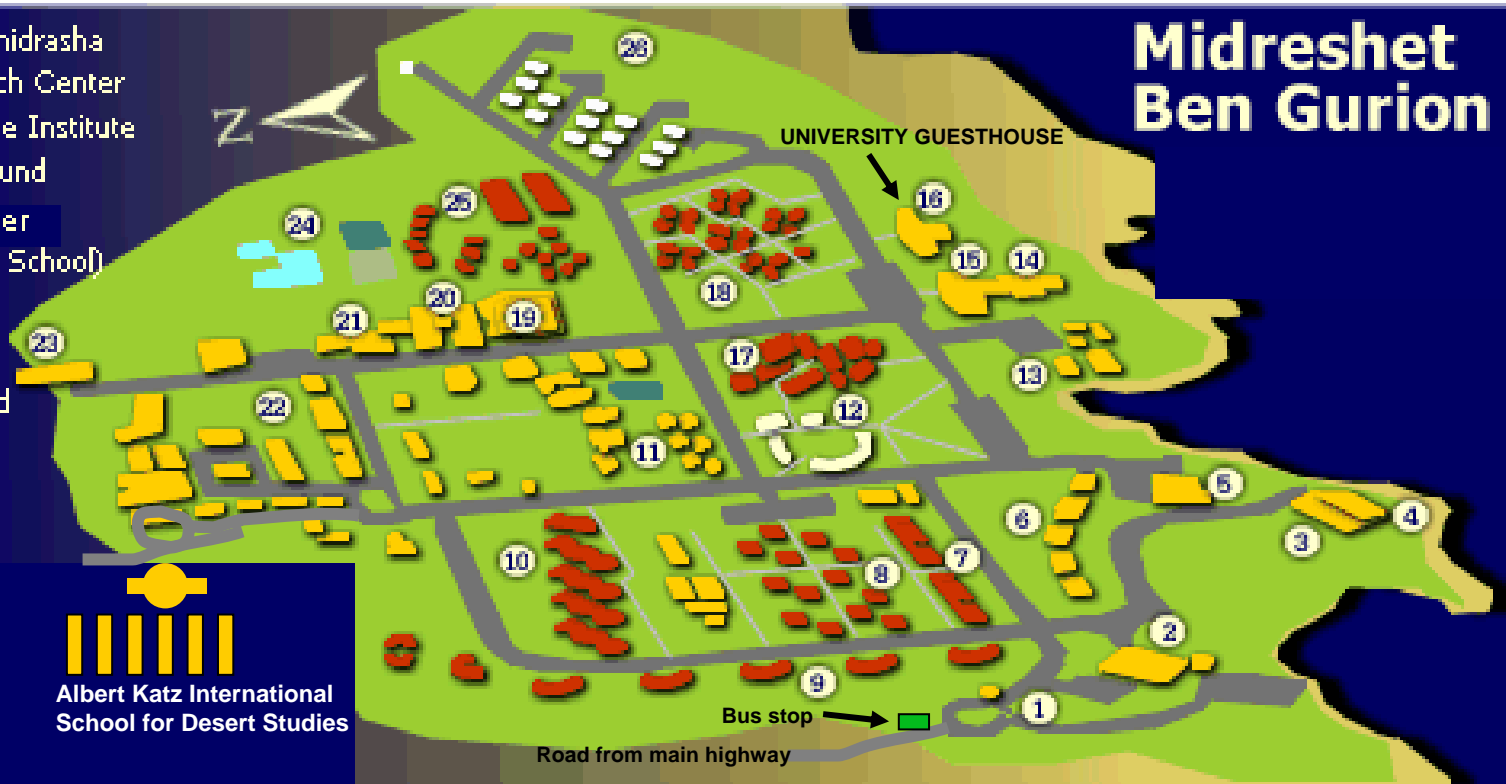 Midreshet
Ben Gurion
nidrasha
ch Center
e Institute
und
er
School)
d
Z
26
UNIVERSITY GUESTHOUSE
16
25
24
15
14
18
20
21
19
23
17
13
22
12
11
5
4
6
3
10
7
8
2
9
1
Albert Katz International
School for Desert Studies
Bus stop
Road from main highway